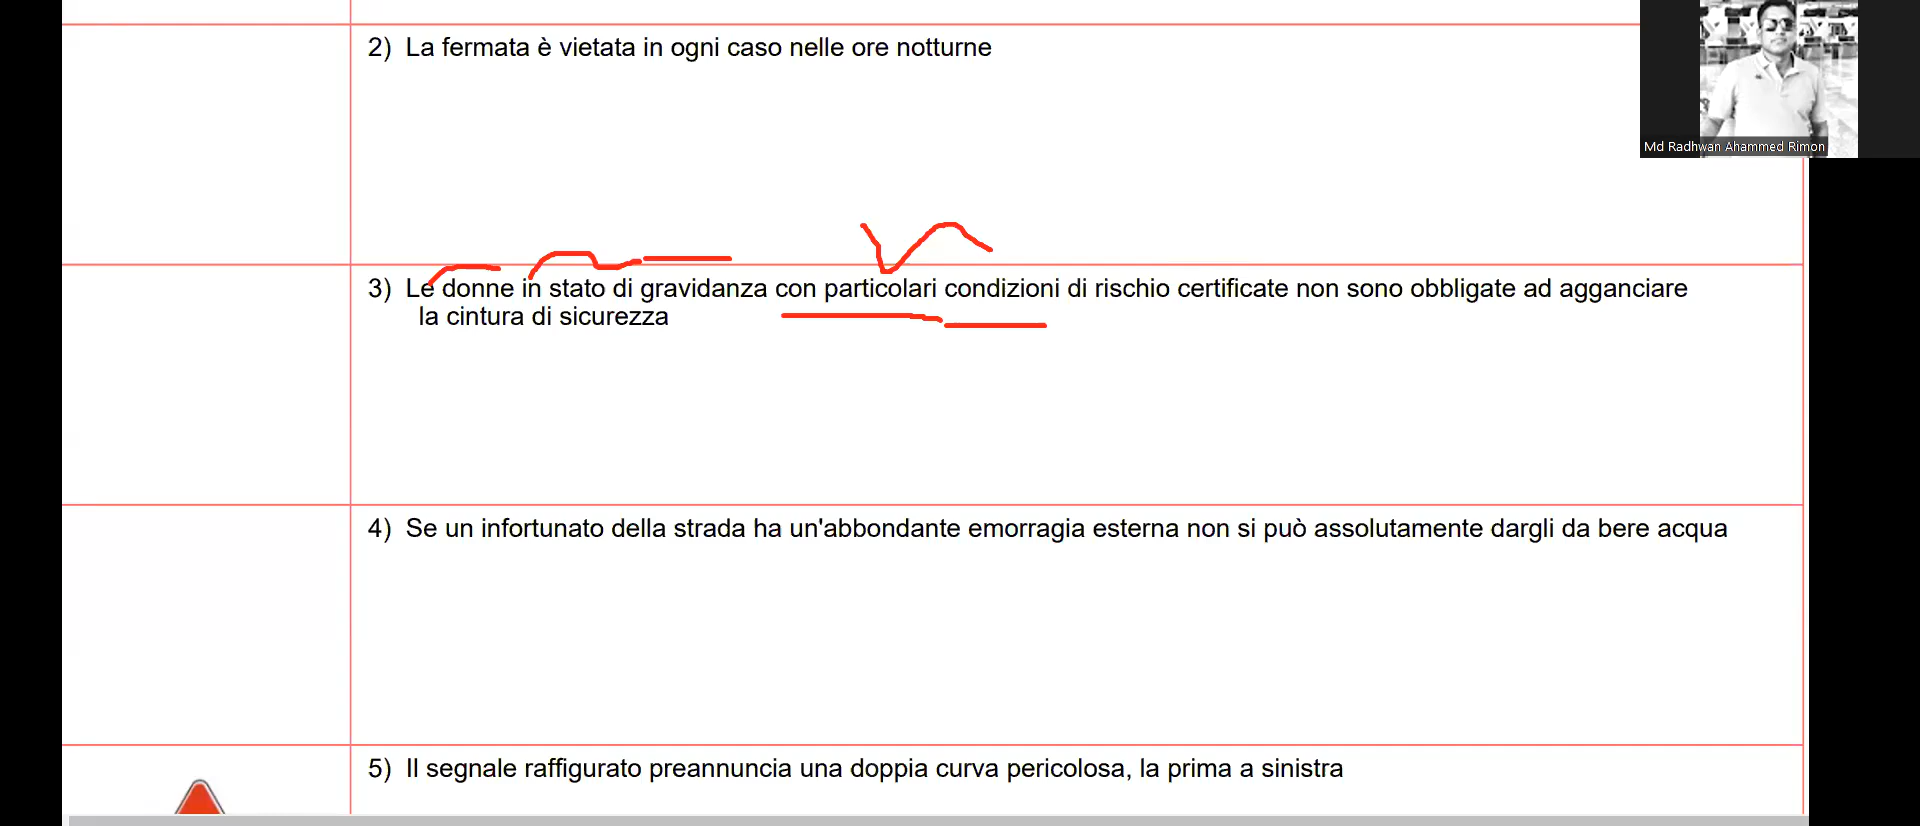 2) La fermata è vietata in ogni caso nelle ore notturne
Md Radhwan Ahammed Rimon
3) Le donne in stato di gravidanza con particolari condizioni di rischio certificate non sono obbligate ad agganciare
la cintura di sicurezza
4) Se un infortunato della strada ha un'abbondante emorragia esterna non si può assolutamente dargli da bere acqua
5) Il segnale raffigurato preannuncia una doppia curva pericolosa, la prima a sinistra